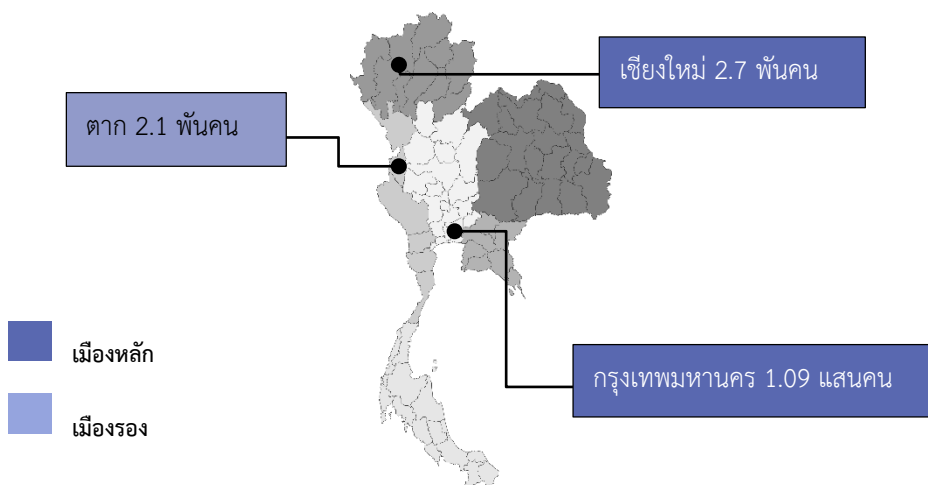 เชียงใหม่ 2.7 พันคน
ตาก 2.1 พันคน
กรุงเทพมหานคร 1.09 แสนคน
เมืองหลัก
เมืองรอง